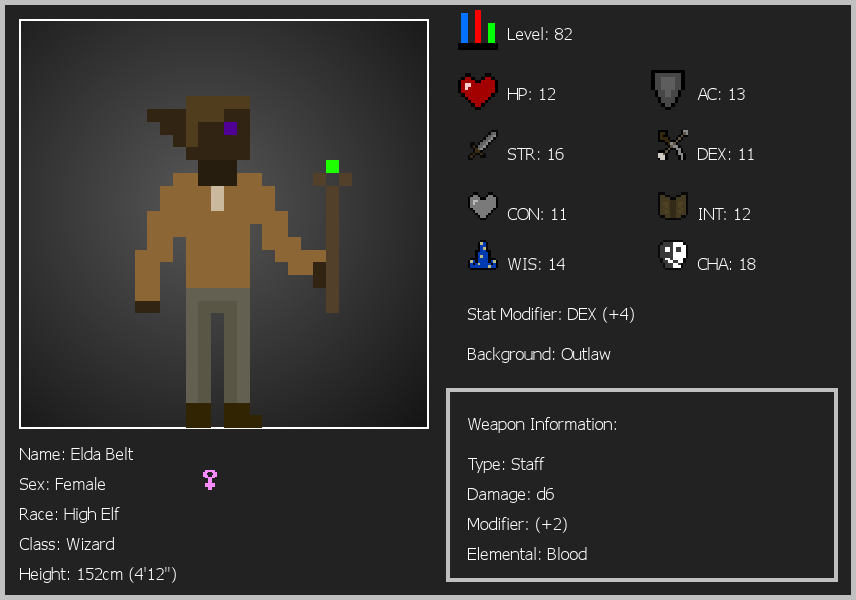 Level: 82
HP: 12
AC: 13
STR: 16
DEX: 11
CON: 11
INT: 12
WIS: 14
CHA: 18
Stat Modifier: DEX (+4)
Background: Outlaw
Weapon Information:
Type: Staff
Damage: d6
Modifier: (+2)
Elemental: Blood
Name: Elda Belt
Sex: Female
Race: High Elf
Class: Wizard
Height: 152cm (4'12")